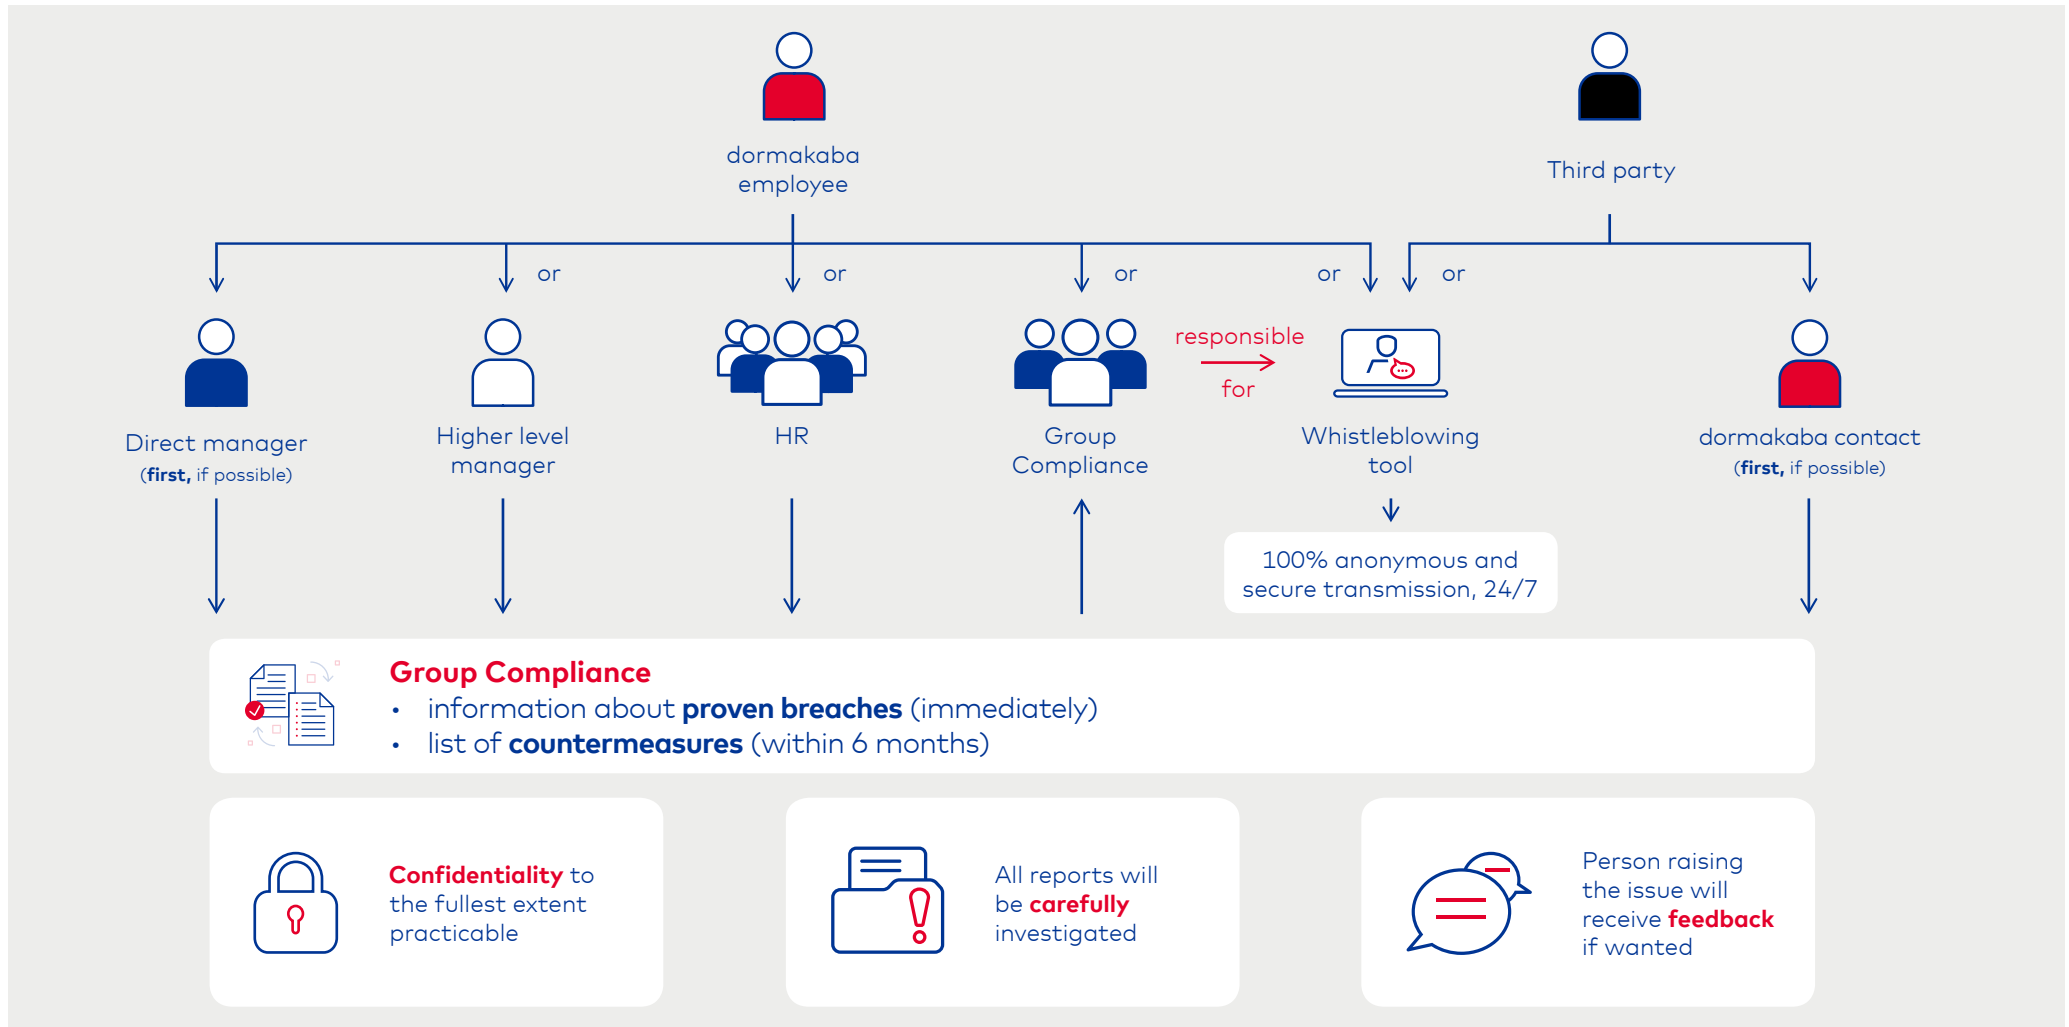 dormakaba
employee
Third party
or
or
or
or
or
responsible
for
Direct manager
(first, if possible)
Higher level
manager
HR
Group
Compliance
Whistleblowing
tool
dormakaba contact
(first, if possible)
100% anonymous and
secure transmission, 24/7
Group Compliance
• information about proven breaches (immediately)
• list of countermeasures (within 6 months)
Confidentiality to
the fullest extent
practicable
All reports will
be carefully
investigated
Person raising
the issue will
receive feedback
if wanted